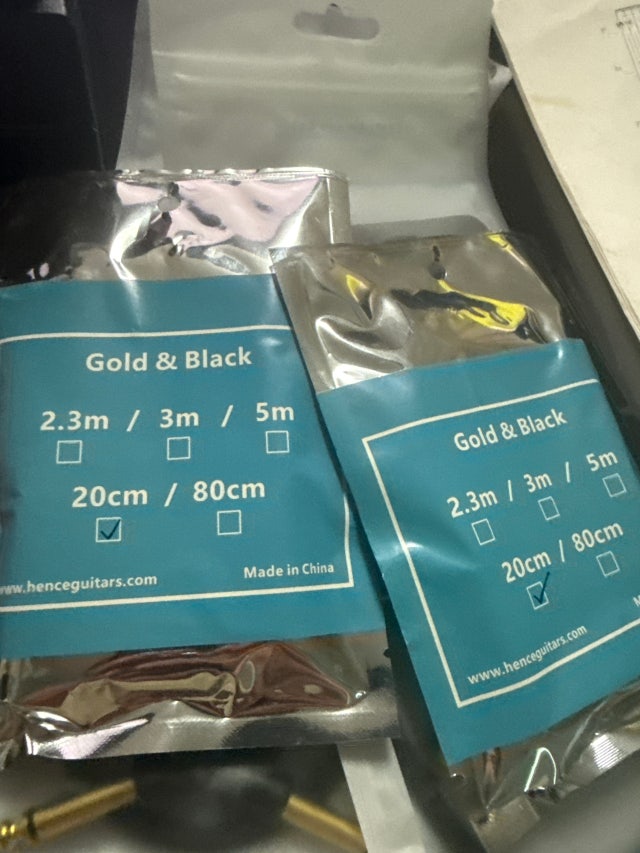 Gold & Black
2.3m / 3m / 5m
20cm / 80cm
Made in China
www.henceguitars.com
Gold & Black
2.3m / 3m / 5m
20cm / 80cm
www.henceguitars.com